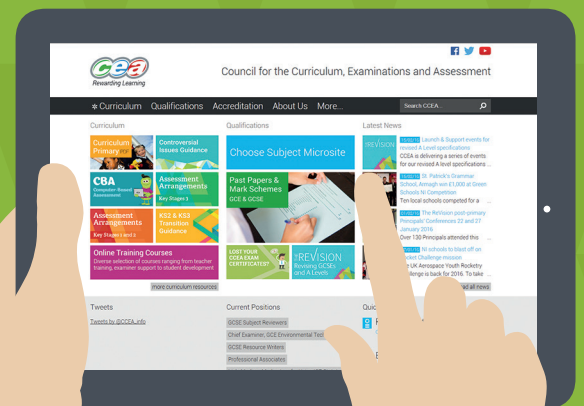 ccea
Rewarding Learning
Council for the Curriculum, Examinations and Assessment
Curriculum Qualifications Accreditation About Us More...
Search CCEA...
Curriculum
Curriculum
Primary
Controversial
Issues Guidance
CBA
Computer-Based
Assessment
Assessment
Arrangements
Key Stage 3
Assessment
Arrangements
Key Stages 1 and 2
KS2 & KS3
Transition
Guidance
Online Training Courses
Diverse selection of courses ranging from teacher
training, examiner support to student development
more curriculum resources
Qualifications
Choose Subject Microsite
Past Papers &
Mark Schemes
GCE & GCSE
LOST YOUR
CCEA EXAM
CERTIFICATES?
THE REVISION
Revising GCSEs
and A Levels
Latest News
REVISION
Launch & Support events for
revised A Level specifications
CCEA is delivering a series of events
for our revised A level specifications ...
St. Patrick's Grammar
School, Armagh win £1,000 at Green
Schools NI Competition
Ten local schools competed for a ...
The ReVision post-primary
Principals' Conferences 22 and 27
January 2016
Over 130 Principals attended this ...
NI schools to blast off on
Rocket Challenge mission
UK Aerospace Youth Rocketry
Challenge is back for 2016. To take ...
read all news
Tweets
Tweets by @CCEA_info
Current Positions
GCSE Subject Reviewers
Chief Examiner, GCE Environmental Tec
GCSE Resource Writers
Professional Associates
Quic